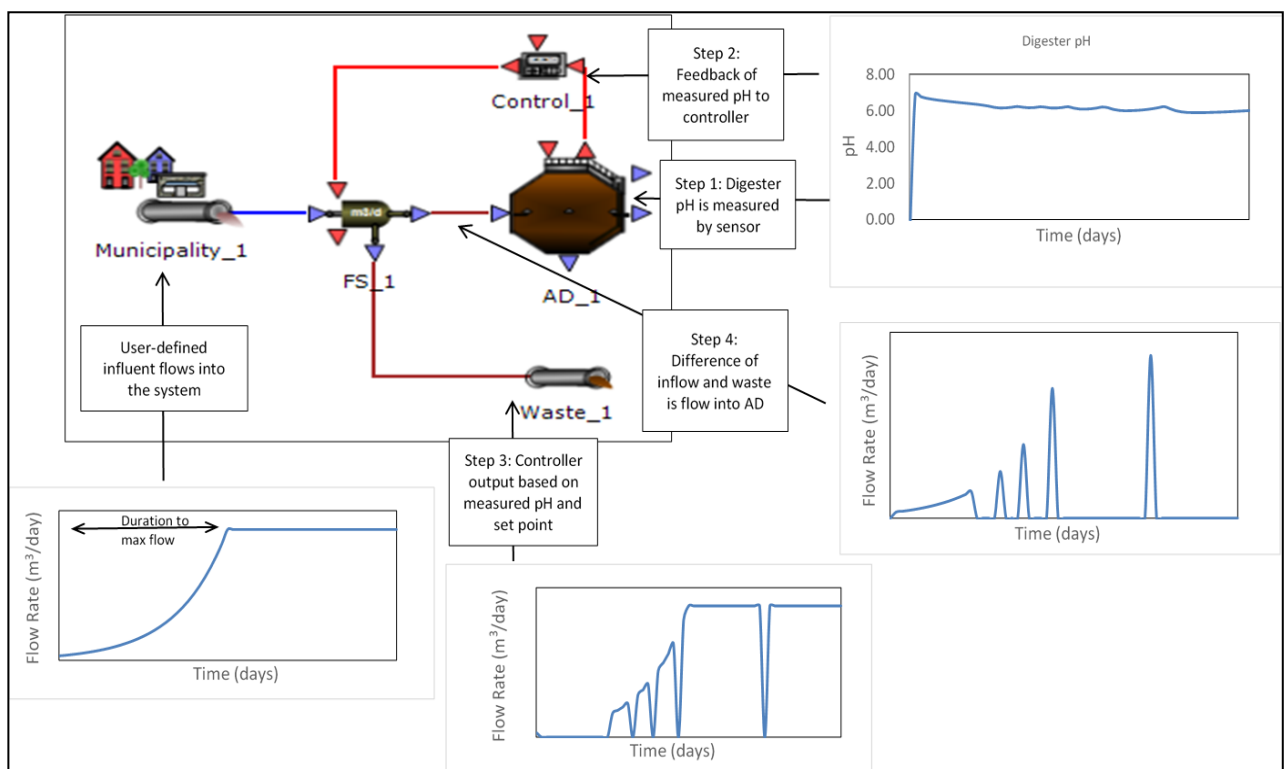 Control_1
m3/d
Municipality_1
FS_1
AD_1
Waste_1
Step 2:
Feedback of
measured pH to
controller
Step 1: Digester
pH is measured
by sensor
Digester pH
8.00
6.00
4.00
2.00
0.00
pH
Time (days)
User-defined
influent flows into
the system
Step 4:
Difference of
inflow and waste
is flow into AD
Flow Rate (m³/day)
Time (days)
Step 3: Controller
output based on
measured pH and
set point
Duration to
max flow
Flow Rate (m³/day)
Time (days)
Flow Rate (m³/day)
Time (days)